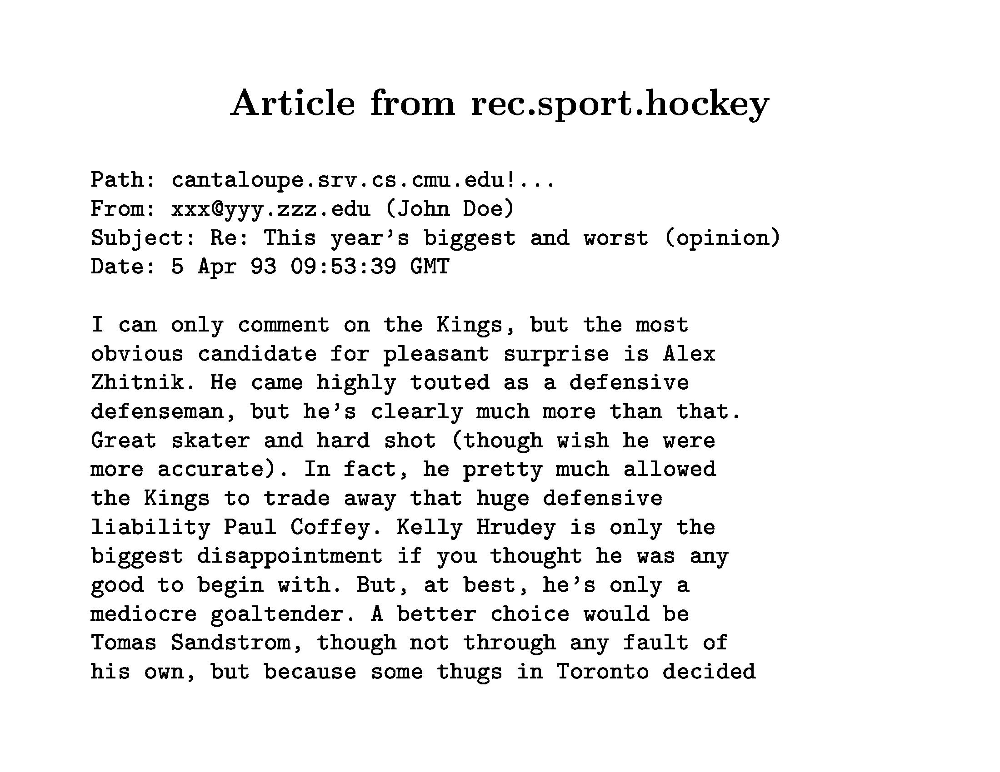 Article from rec.sport.hockey
Path: cantaloupe.srv.cs.cmu.edu!...
From: xxx@yyy.zzz.edu (John Doe)
Subject: Re: This year's biggest and worst (opinion)
Date: 5 Apr 93 09:53:39 GMT
I can only comment on the Kings, but the most
obvious candidate for pleasant surprise is Alex
Zhitnik. He came highly touted as a defensive
defenseman, but he's clearly much more than that.
Great skater and hard shot (though wish he were
more accurate). In fact, he pretty much allowed
the Kings to trade away that huge defensive
liability Paul Coffey. Kelly Hrudey is only the
biggest disappointment if you thought he was any
good to begin with. But, at best, he's only a
mediocre goaltender. A better choice would be
Tomas Sandstrom, though not through any fault of
his own, but because some thugs in Toronto decided